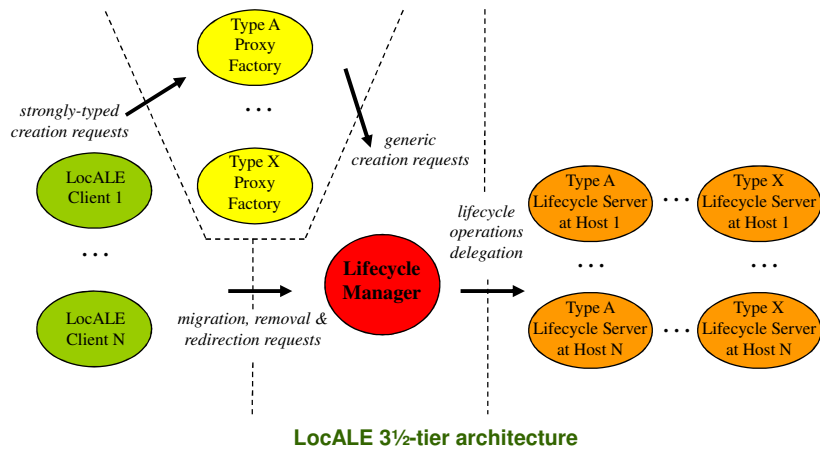 Type A
Proxy
Factory
. . .
strongly-typed
creation requests
generic
creation requests
Type X
Proxy
Factory
LocALE
Client 1
. . .
LocALE
Client N
migration, removal &
redirection requests
Lifecycle
Manager
lifecycle
operations
delegation
Type A
Lifecycle Server
at Host 1
. . .
Type X
Lifecycle Server
at Host 1
. . .
. . .
Type A
Lifecycle Server
at Host N
. . .
Type X
Lifecycle Server
at Host N
LocALE 3½-tier architecture